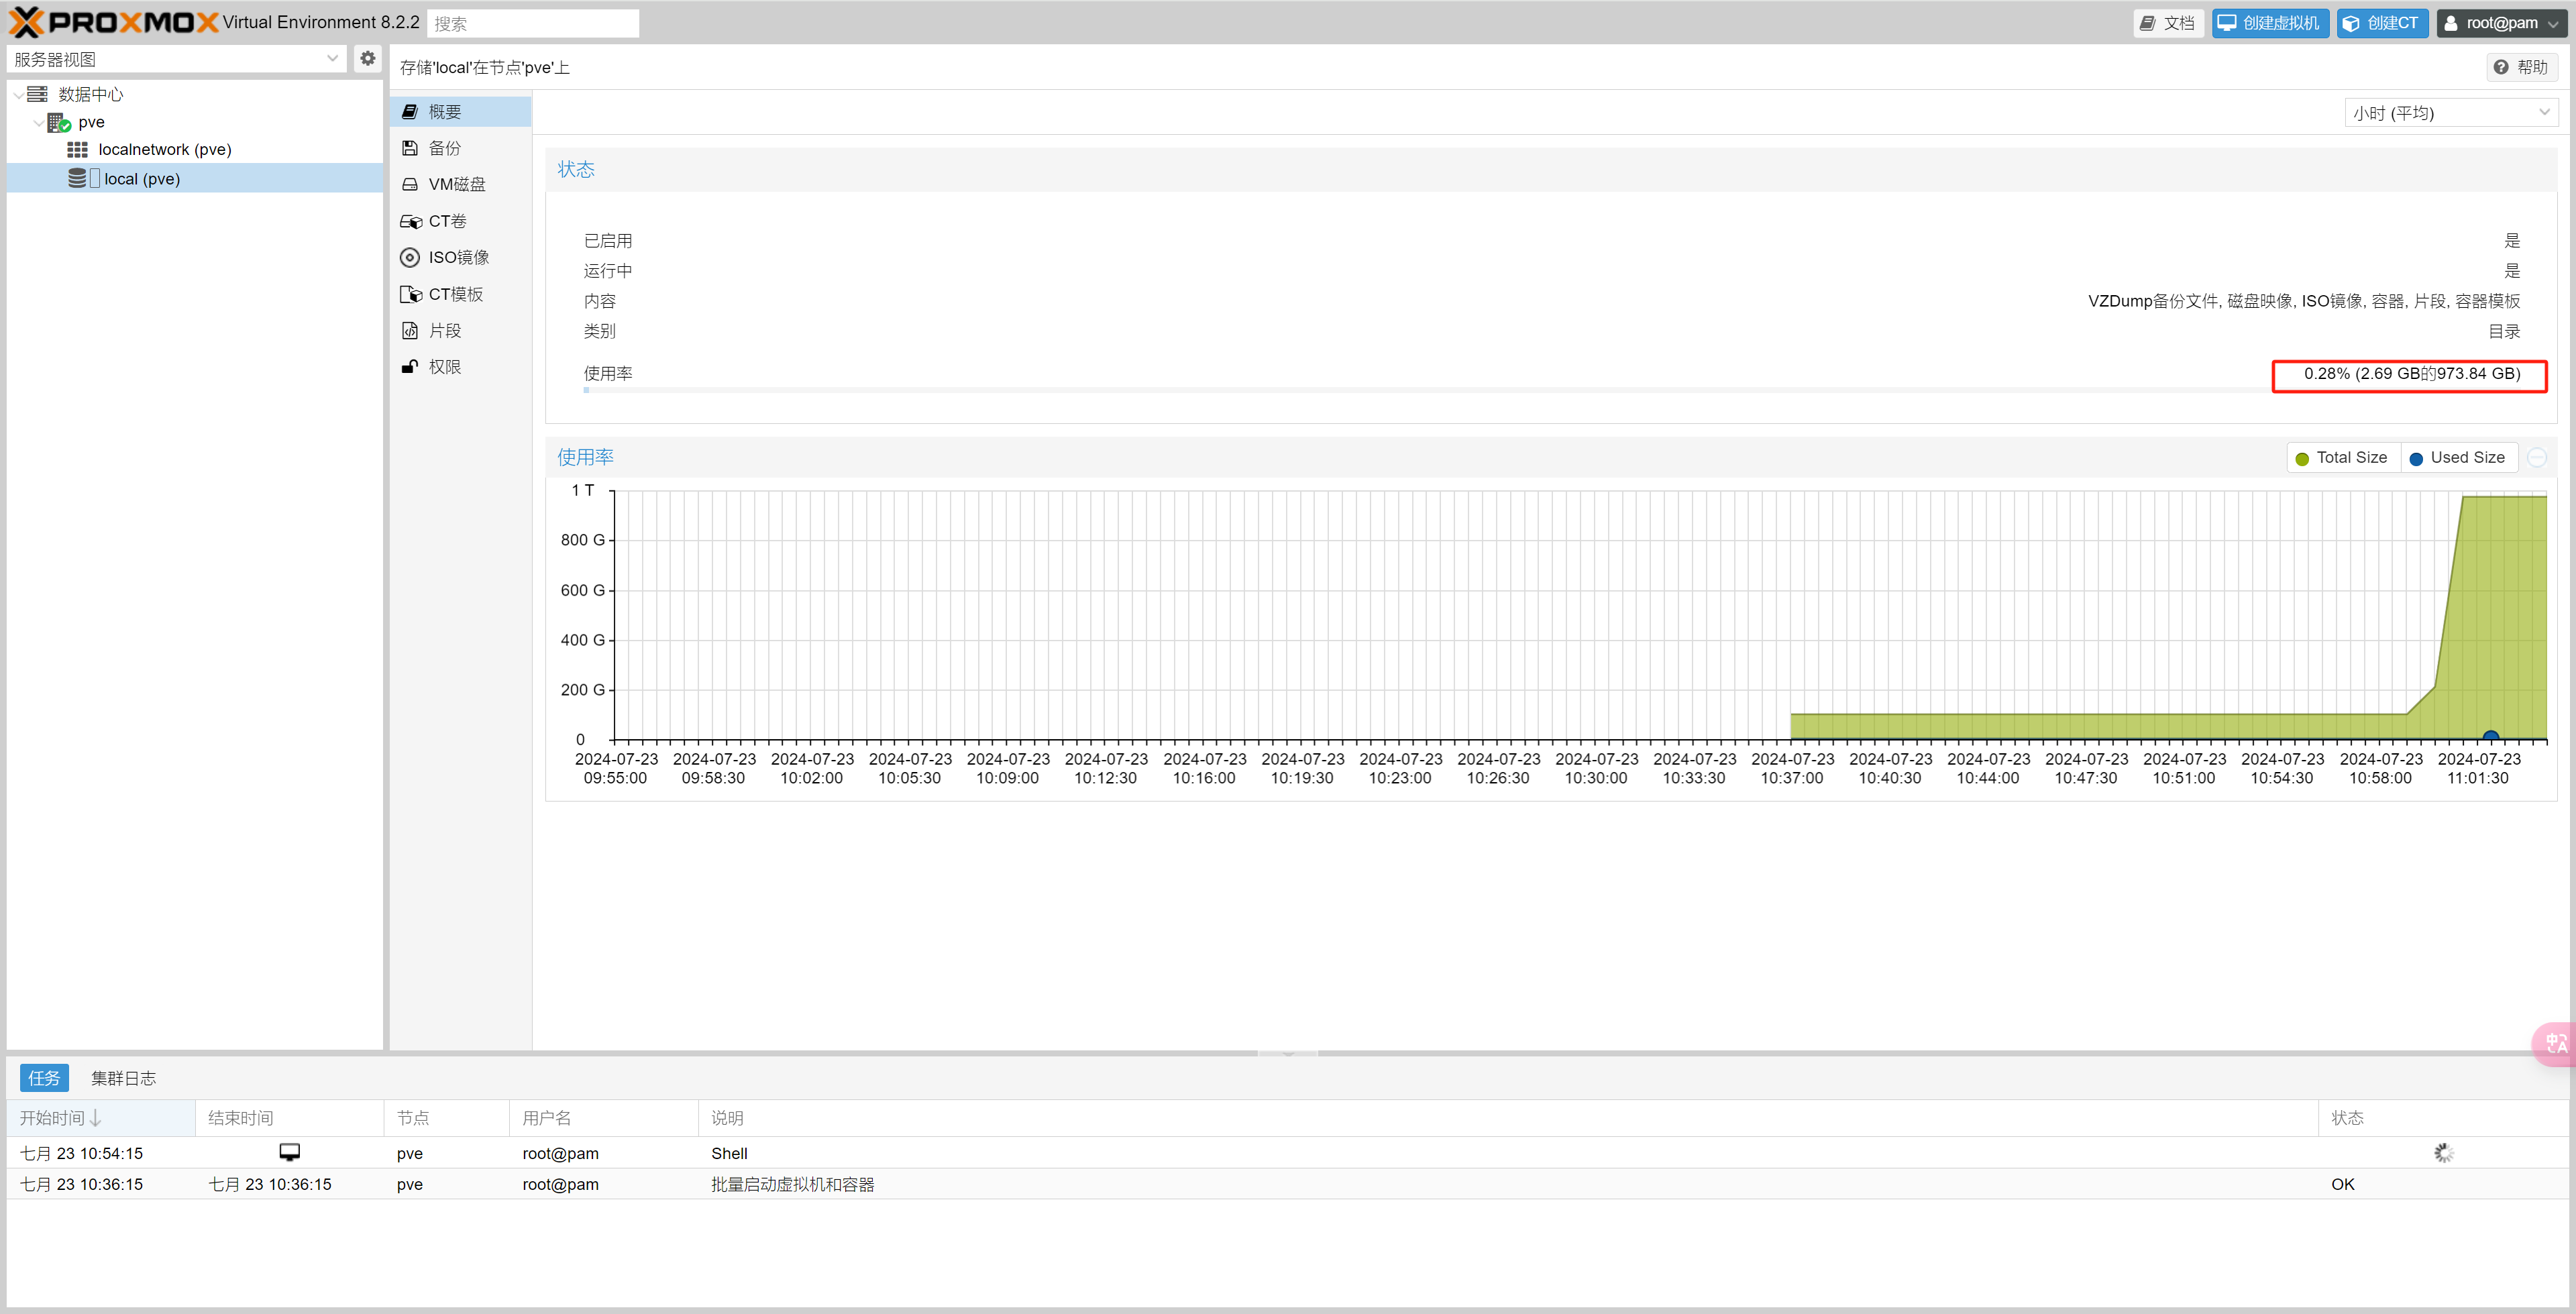 PROXMOX Virtual Environment 8.2.2 搜索 文档 创建虚拟机 创建CT root@pam
服务器视图
存储'local'在节点'pve'上 帮助
数据中心
pve
localnetwork (pve)
local (pve)
概要
备份
VM磁盘
CT卷
ISO镜像
CT模板
片段
权限
小时 (平均)
状态
已启用 是
运行中 是
内容 VZDump备份文件, 磁盘映像, ISO镜像, 容器, 片段, 容器模板
类别 目录
使用率 0.28% (2.69 GB的973.84 GB)
使用率 Total Size Used Size
1 T
800 G
600 G
400 G
200 G
0
2024-07-23 2024-07-23 2024-07-23 2024-07-23 2024-07-23 2024-07-23 2024-07-23 2024-07-23 2024-07-23 2024-07-23 2024-07-23 2024-07-23 2024-07-23 2024-07-23 2024-07-23 2024-07-23 2024-07-23 2024-07-23 2024-07-23 2024-07-23
09:55:00 09:58:30 10:02:00 10:05:30 10:09:00 10:12:30 10:16:00 10:19:30 10:23:00 10:26:30 10:30:00 10:33:30 10:37:00 10:40:30 10:44:00 10:47:30 10:51:00 10:54:30 10:58:00 11:01:30
任务 集群日志
开始时间 结束时间 节点 用户名 说明 状态
七月 23 10:54:15 pve root@pam Shell
七月 23 10:36:15 七月 23 10:36:15 pve root@pam 批量启动虚拟机和容器 OK